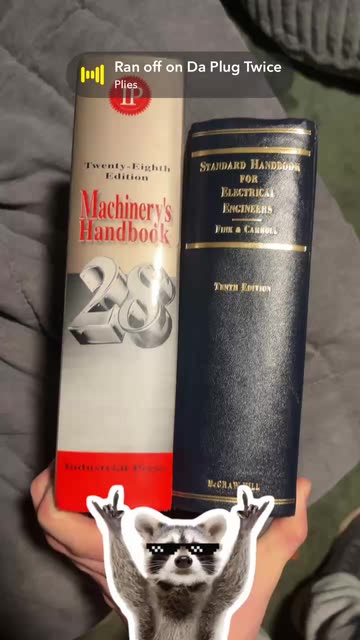 Ran off on Da Plug Twice
Plies
IP
Twenty-Eighth
Edition
Machinery's
Handbook
28
Industrial Press
STANDARD HANDBOOK
FOR
ELECTRICAL
ENGINEERS
FINK & CARROLL
TENTH EDITION
MCGRAW-HILL